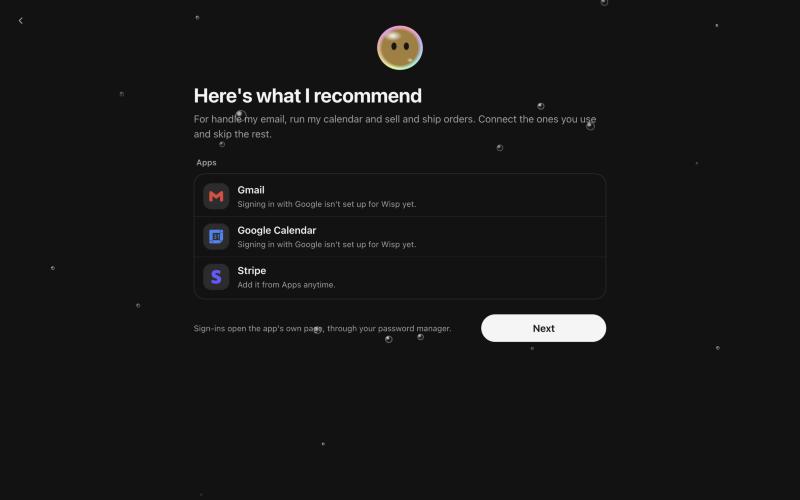 Here's what I recommend
For handle my email, run my calendar and sell and ship orders. Connect the ones you use
and skip the rest.
Apps
Gmail
Signing in with Google isn't set up for Wisp yet.
Google Calendar
Signing in with Google isn't set up for Wisp yet.
Stripe
Add it from Apps anytime.
Sign-ins open the app's own page, through your password manager.
Next